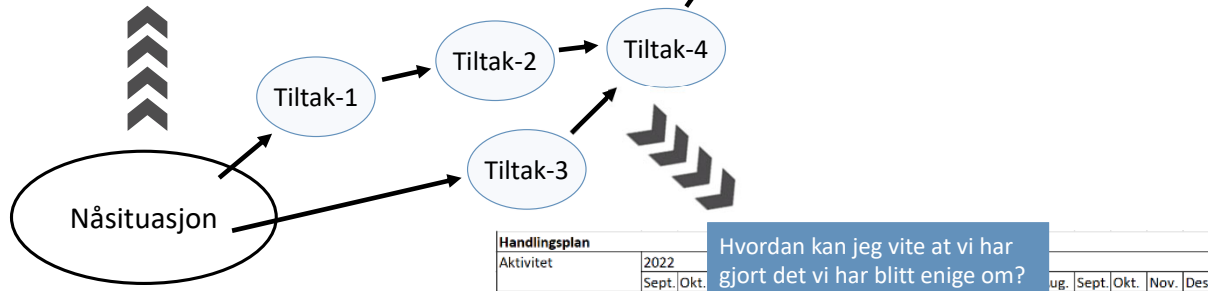 Tiltak-4
Tiltak-2
Tiltak-1
Tiltak-3
Nåsituasjon
Handlingsplan
Aktivitet
2022
Sept. Okt.
Hvordan kan jeg vite at vi har
gjort det vi har blitt enige om?
ug. Sept. Okt. Nov. Des